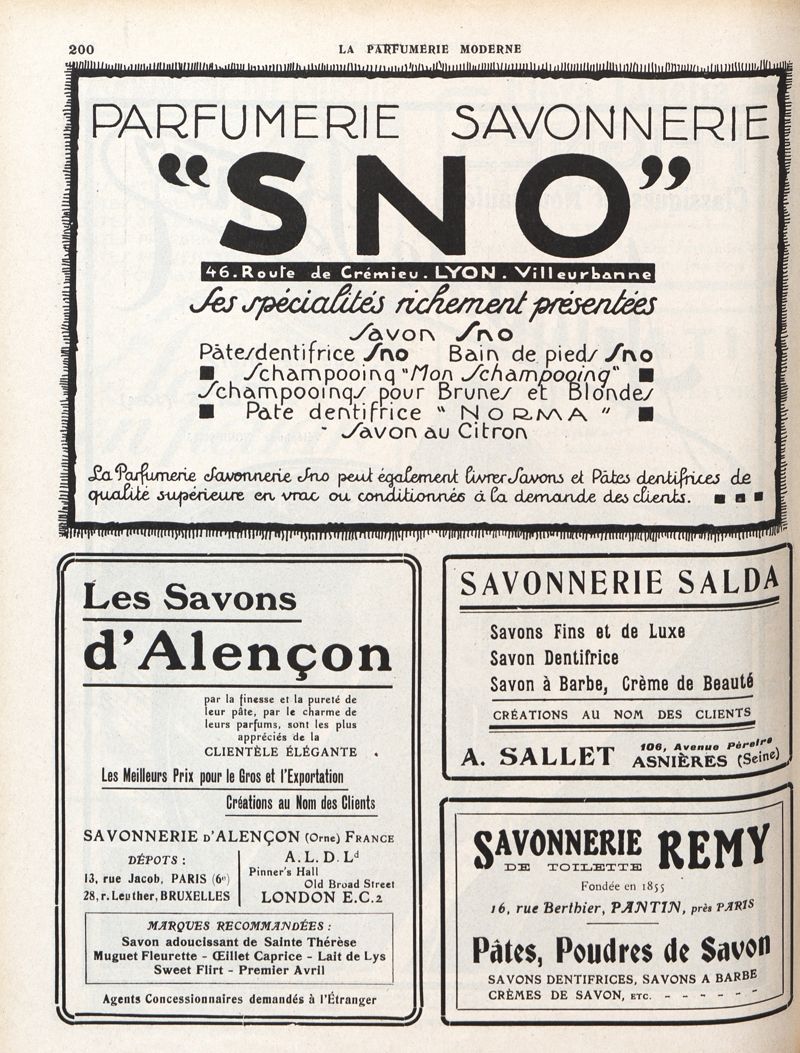 200
LA PARFUMERIE MODERNE
PARFUMERIE SAVONNERIE
“SNO”
46. Route de Crémieu. LYON. Villeurbanne
Ses spécialités richement présentées
Savon Sno
Pâtes dentifrice Sno Bain de pieds Sno
■ Schampooing "Mon Schampooing" ■
Schampooings pour Brunes et Blondes
■ Pate dentifrice " NORMA " ■
Savon au Citron
La Parfumerie Savonnerie Sno peut également livrer Savons et Pâtes dentifrices de
qualité supérieure en vrac ou conditionnés à la demande des clients. ■ ■ ■
Les Savons
d'Alençon
par la finesse et la pureté de
leur pâte, par le charme de
leurs parfums, sont les plus
appréciés de la
CLIENTÈLE ÉLÉGANTE
Les Meilleurs Prix pour le Gros et l'Exportation
Créations au Nom des Clients
SAVONNERIE D'ALENÇON (Orne) FRANCE
DÉPOTS :
13, rue Jacob, PARIS (6e)
28, r. Leuther, BRUXELLES
A. L. D. Ld
Pinner's Hall
Old Broad Street
LONDON E.C.2
MARQUES RECOMMANDÉES :
Savon adoucissant de Sainte Thérèse
Muguet Fleurette - Œillet Caprice - Lait de Lys
Sweet Flirt - Premier Avril
Agents Concessionnaires demandés à l'Étranger
SAVONNERIE SALDA
Savons Fins et de Luxe
Savon Dentifrice
Savon à Barbe, Crème de Beauté
CRÉATIONS AU NOM DES CLIENTS
A. SALLET 106, Avenue Péreire
ASNIÈRES (Seine)
SAVONNERIE REMY
DE TOILETTE
Fondée en 1855
16, rue Berthier, PANTIN, près PARIS
Pâtes, Poudres de Savon
SAVONS DENTIFRICES, SAVONS A BARBE
CRÈMES DE SAVON, ETC. - - - - - -